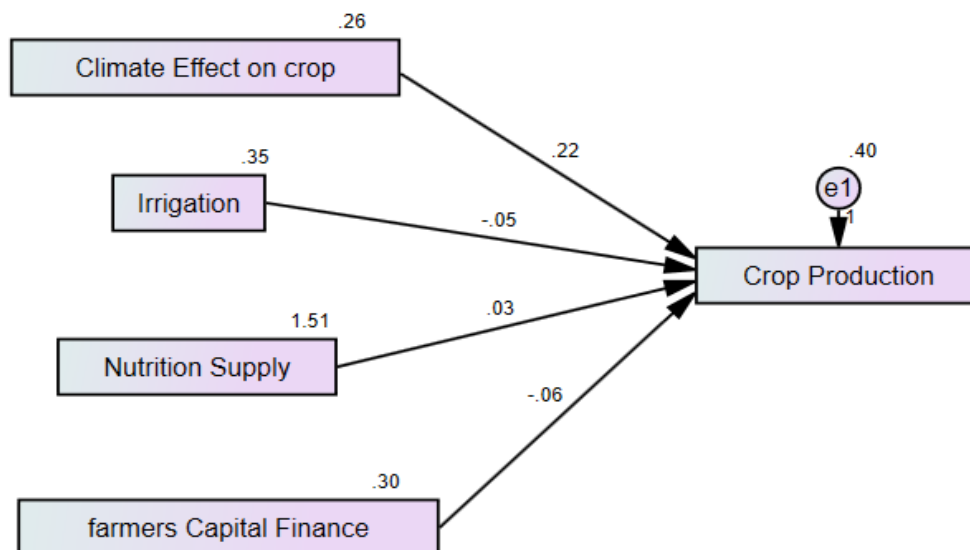 .26
Climate Effect on crop
.35
Irrigation
1.51
Nutrition Supply
.30
farmers Capital Finance
.22
-.05
.03
-.06
.40
e1
1
Crop Production